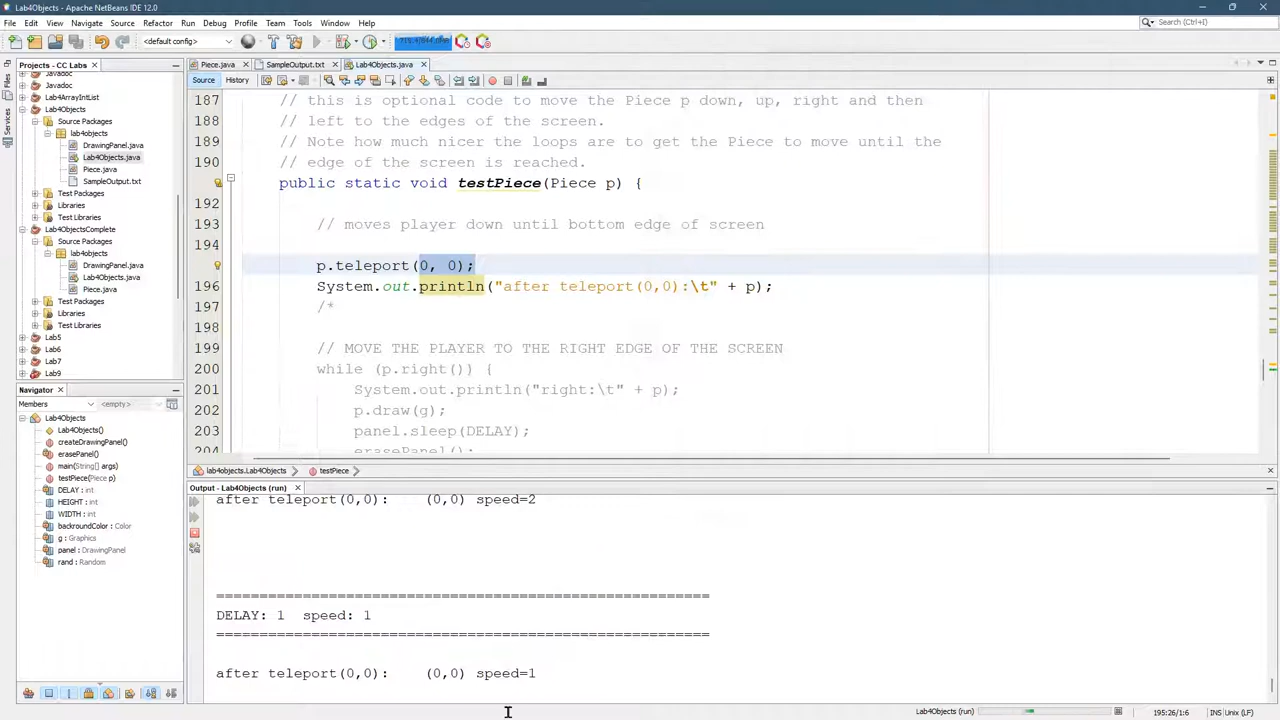 Lab4Objects - Apache NetBeans IDE 12.0
File Edit View Navigate Source Refactor Run Debug Profile Team Tools Window Help
Search (Ctrl+I)
<default config>
Projects - CC Labs
Piece.java SampleOutput.txt Lab4Objects.java
Source History
Files
Services
Javadoc
Javadoc
Lab4ArrayIntList
Lab4Objects
Source Packages
lab4objects
DrawingPanel.java
Lab4Objects.java
Piece.java
SampleOutput.txt
Test Packages
Libraries
Test Libraries
Lab4ObjectsComplete
Source Packages
lab4objects
DrawingPanel.java
Lab4Objects.java
Piece.java
Test Packages
Libraries
Test Libraries
Lab5
Lab6
Lab7
Lab9
187 // this is optional code to move the Piece p down, up, right and then
188 // left to the edges of the screen.
189 // Note how much nicer the loops are to get the Piece to move until the
190 // edge of the screen is reached.
public static void testPiece(Piece p) {
192
193 // moves player down until bottom edge of screen
194
p.teleport(0, 0);
196 System.out.println("after teleport(0,0):\t" + p);
197 /*
198
199 // MOVE THE PLAYER TO THE RIGHT EDGE OF THE SCREEN
200 while (p.right()) {
201 System.out.println("right:\t" + p);
202 p.draw(g);
203 panel.sleep(DELAY);
204 erasePanel();
lab4objects.Lab4Objects testPiece
Navigator
Members <empty>
Lab4Objects
Lab4Objects()
createDrawingPanel()
erasePanel()
main(String[] args)
testPiece(Piece p)
DELAY : int
HEIGHT : int
WIDTH : int
backroundColor : Color
g : Graphics
panel : DrawingPanel
rand : Random
Output - Lab4Objects (run)
after teleport(0,0): (0,0) speed=2
=====================================================
DELAY: 1 speed: 1
=====================================================
after teleport(0,0): (0,0) speed=1
Lab4Objects (run) 195:26/1:6 INS Unix (LF)